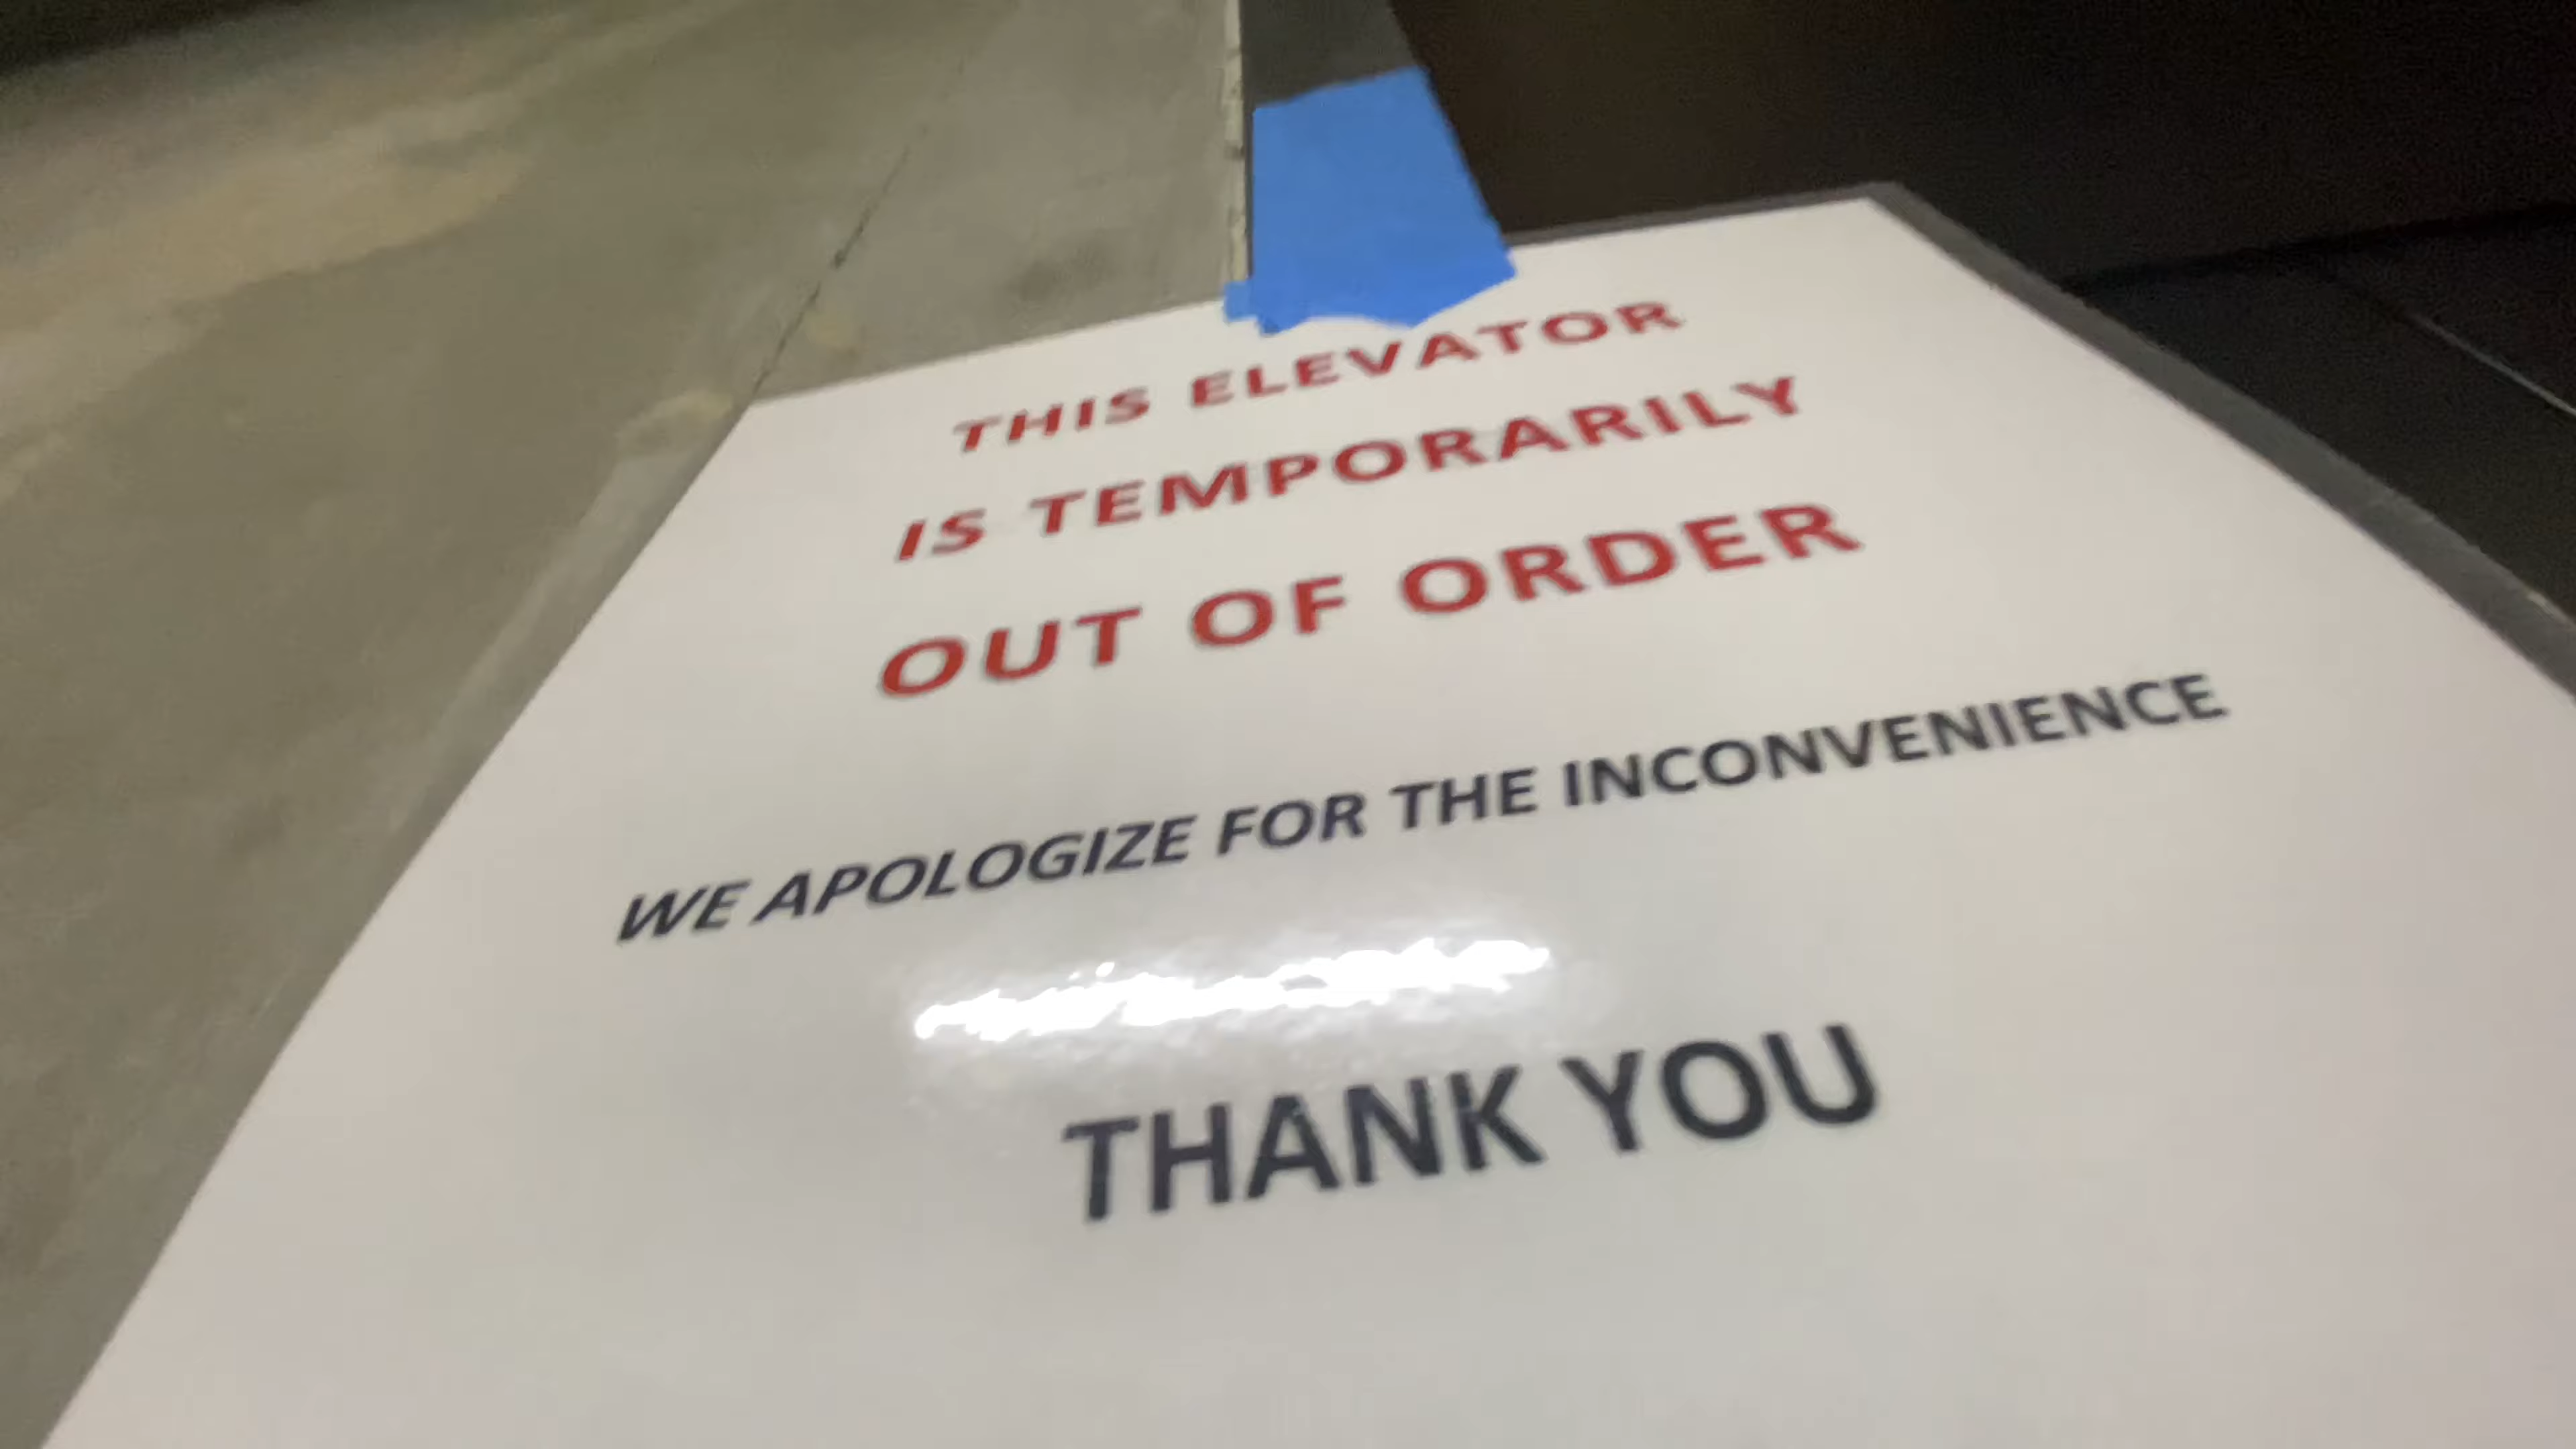 THIS ELEVATOR
IS TEMPORARILY
OUT OF ORDER
WE APOLOGIZE FOR THE INCONVENIENCE
THANK YOU